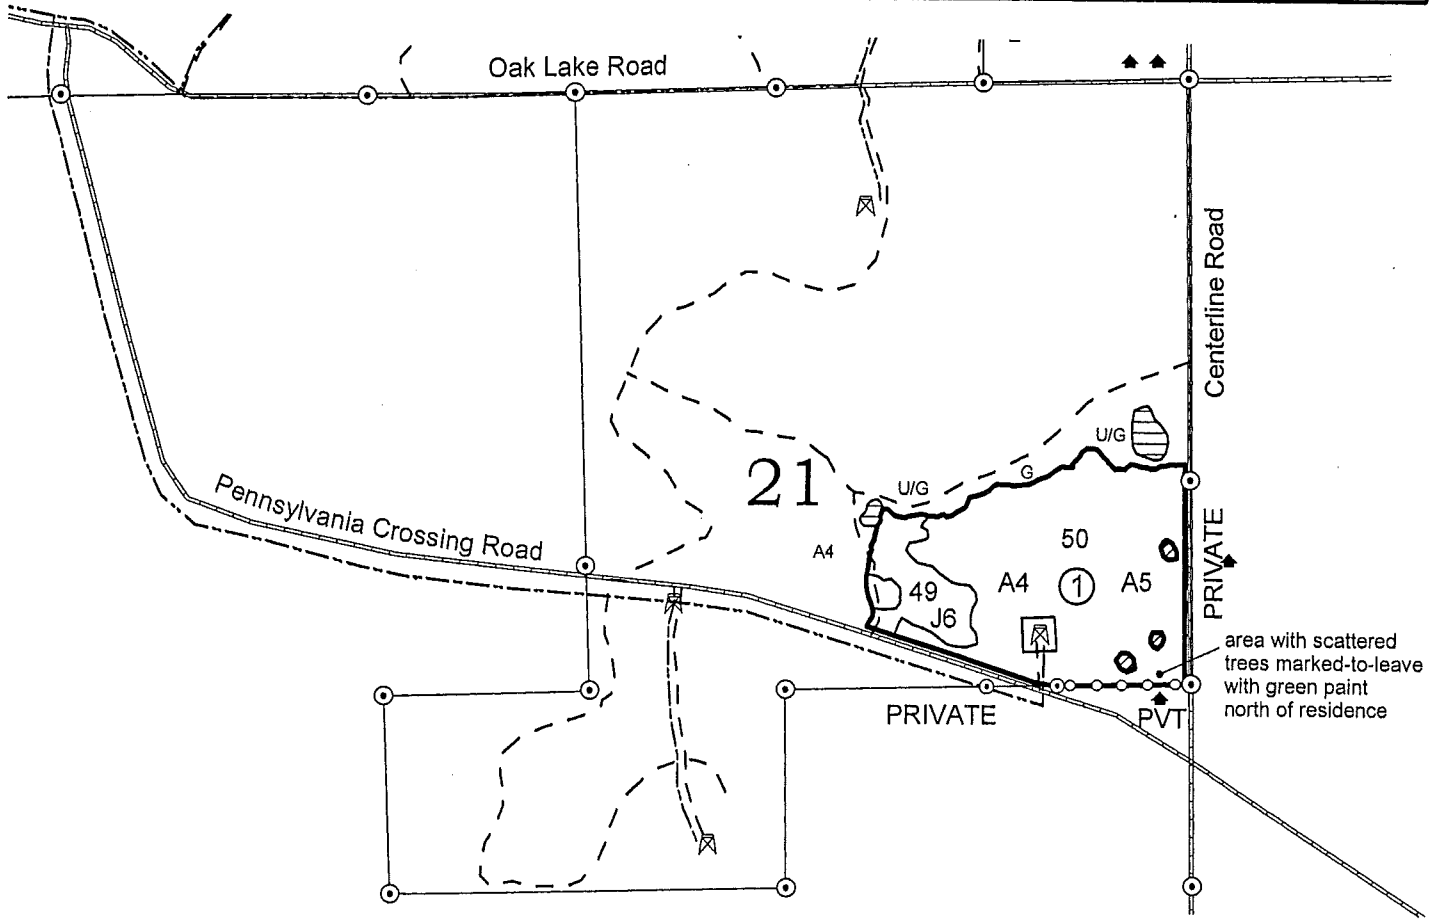 Oak Lake Road
Centerline Road
U/G
21
G
U/G
Pennsylvania Crossing Road
A4
50
PRIVATE
49
A4
1
A5
J6
area with scattered
trees marked-to-leave
with green paint
north of residence
PRIVATE
PVT